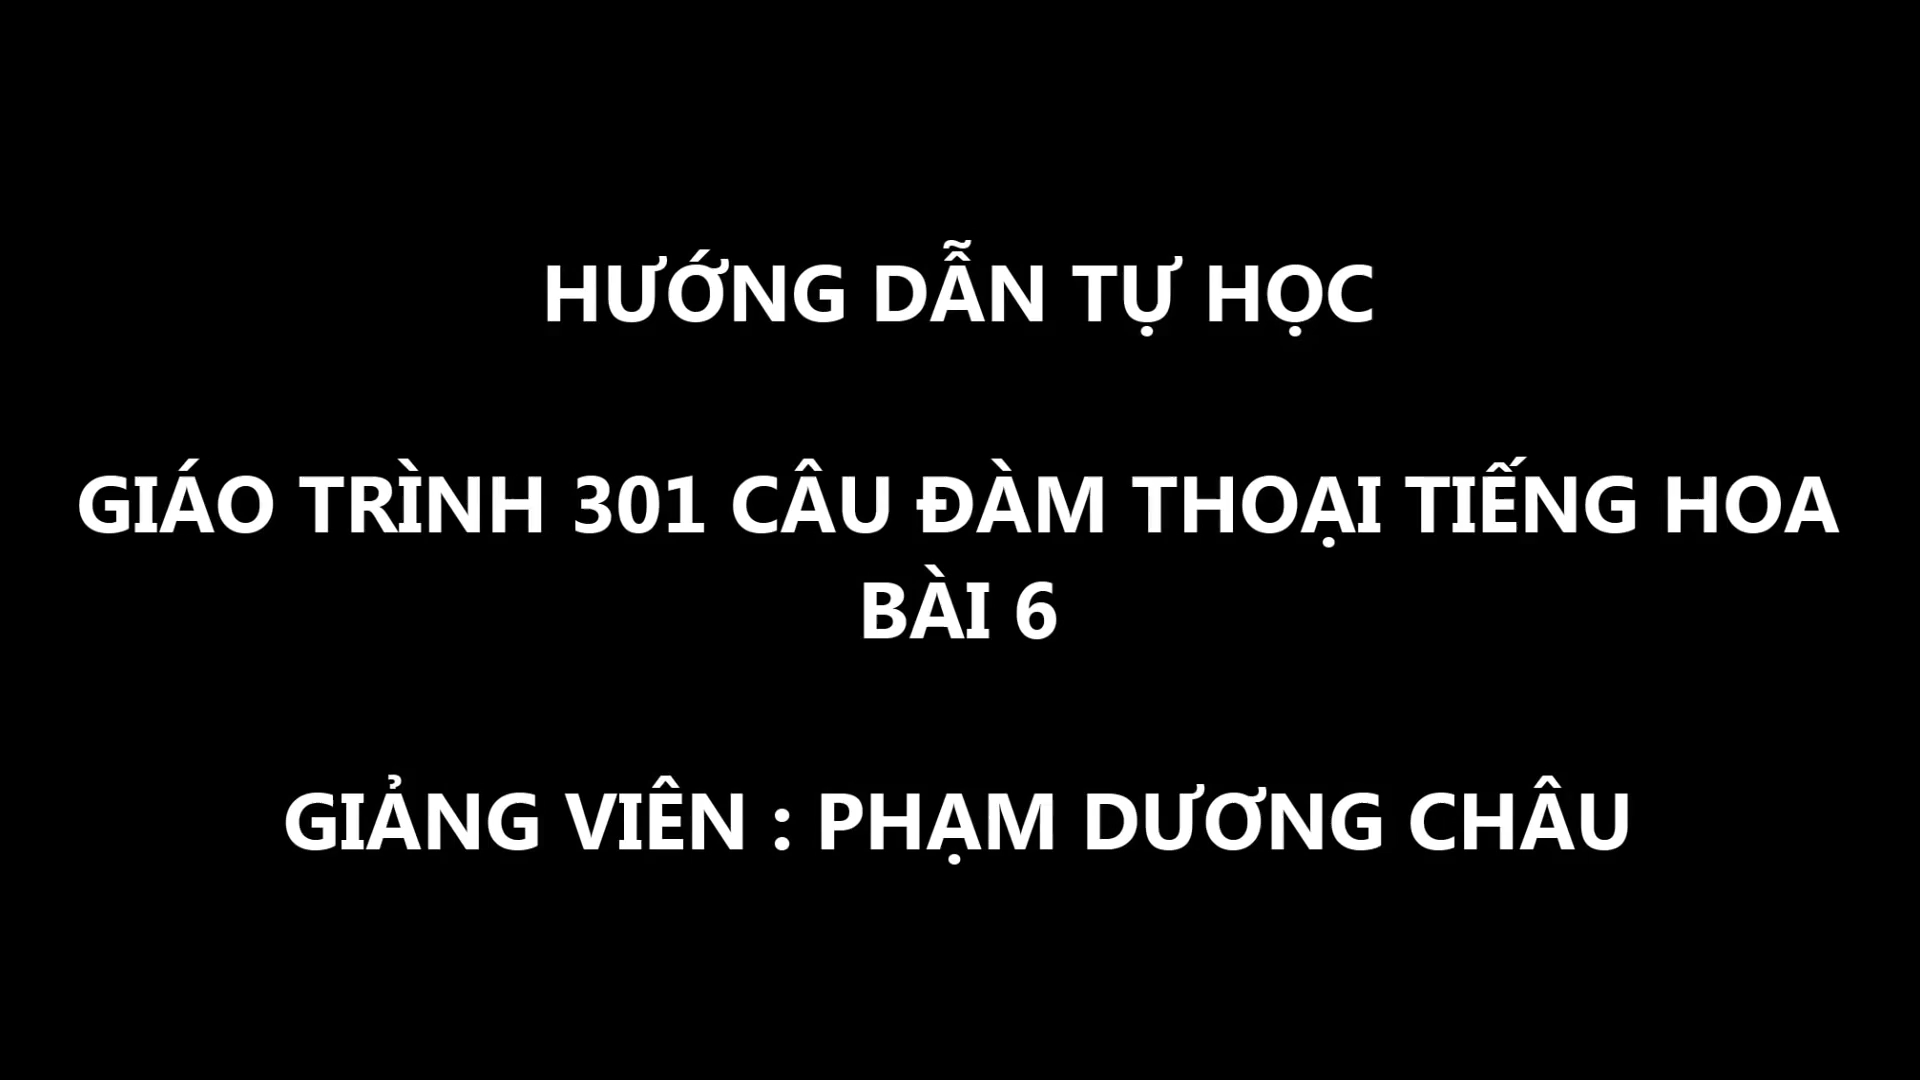 HƯỚNG DẪN TỰ HỌC
GIÁO TRÌNH 301 CÂU ĐÀM THOẠI TIẾNG HOA
BÀI 6
GIẢNG VIÊN : PHẠM DƯƠNG CHÂU